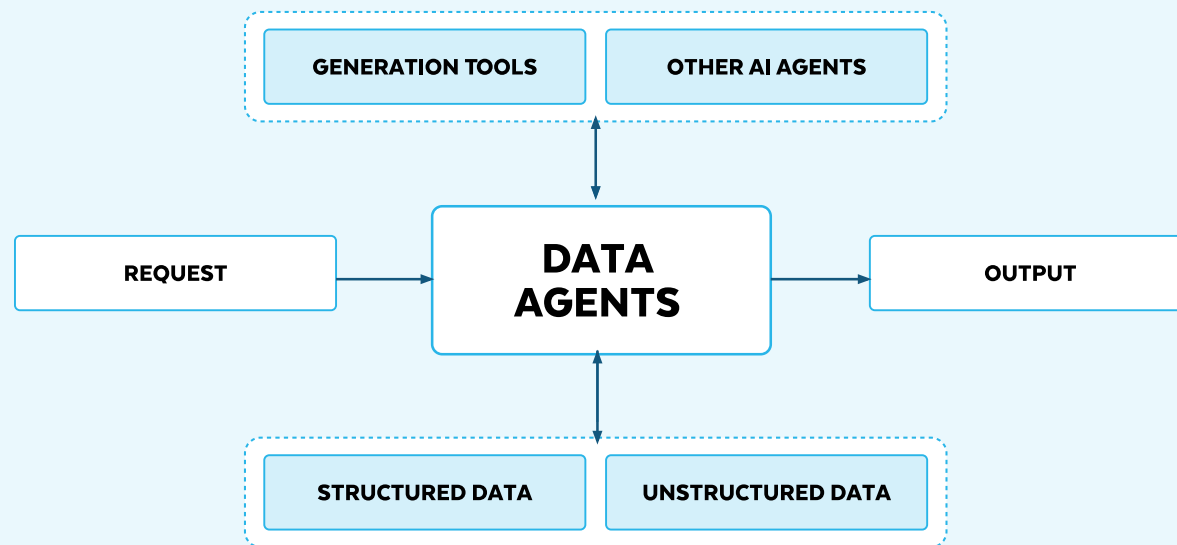 GENERATION TOOLS
OTHER AI AGENTS
REQUEST
DATA
AGENTS
OUTPUT
STRUCTURED DATA
UNSTRUCTURED DATA